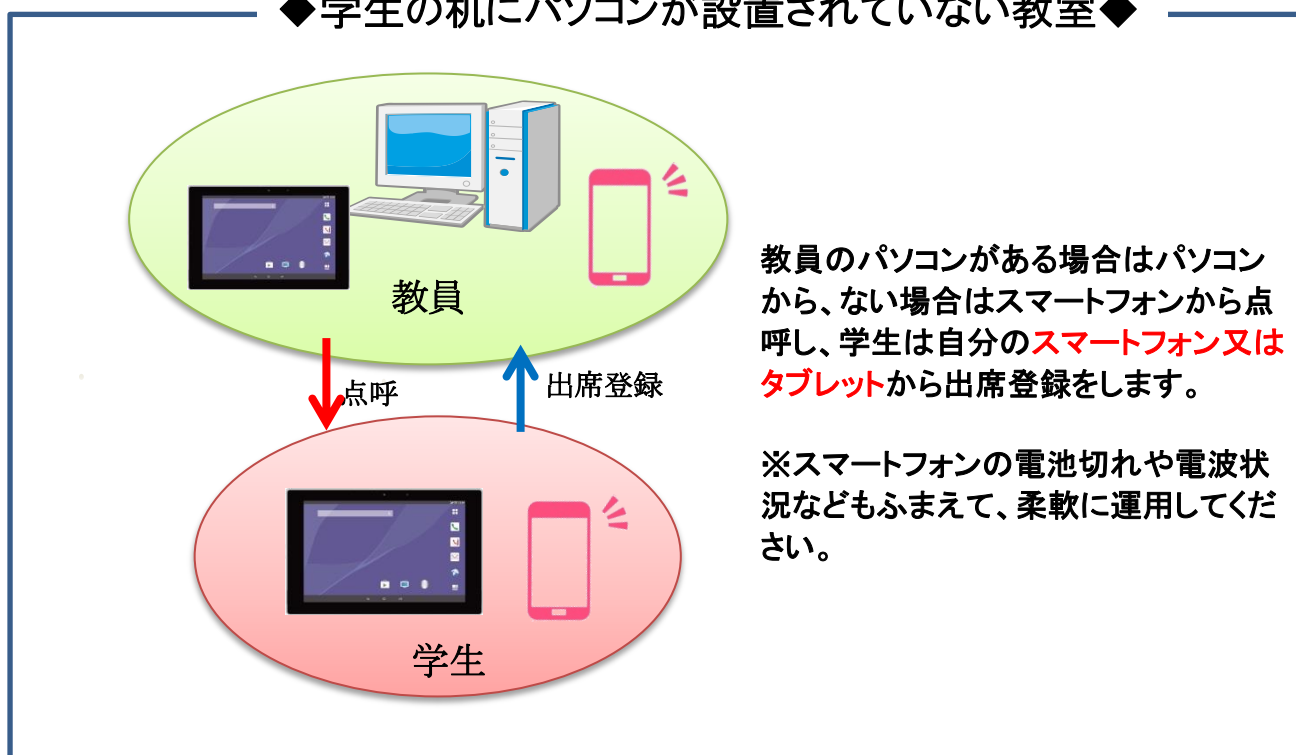 ◆学生の机にパソコンが設置されていない教室◆
教員
点呼
出席登録
学生
教員のパソコンがある場合はパソコン
から、ない場合はスマートフォンから点
呼し、学生は自分のスマートフォン又は
タブレットから出席登録をします。
※スマートフォンの電池切れや電波状
況などもふまえて、柔軟に運用してくだ
さい。